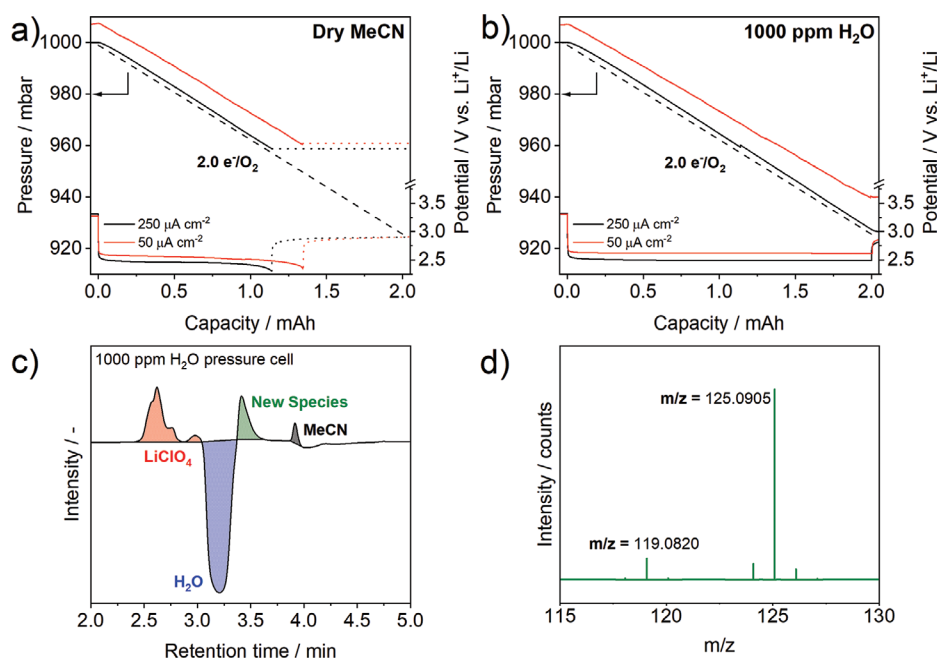 a)
Dry MeCN
1000
980
960
940
920
Pressure / mbar
2.0 e⁻/O₂
250 µA cm⁻²
50 µA cm⁻²
3.5
3.0
2.5
Potential / V vs. Li⁺/Li
0.0 0.5 1.0 1.5 2.0
Capacity / mAh
b)
1000 ppm H₂O
1000
980
960
940
920
Pressure / mbar
2.0 e⁻/O₂
250 µA cm⁻²
50 µA cm⁻²
3.5
3.0
2.5
Potential / V vs. Li⁺/Li
0.0 0.5 1.0 1.5 2.0
Capacity / mAh
c)
1000 ppm H₂O pressure cell
New Species
MeCN
LiClO₄
H₂O
Intensity / -
2.0 2.5 3.0 3.5 4.0 4.5 5.0
Retention time / min
d)
m/z = 125.0905
m/z = 119.0820
Intensity / counts
115 120 125 130
m/z